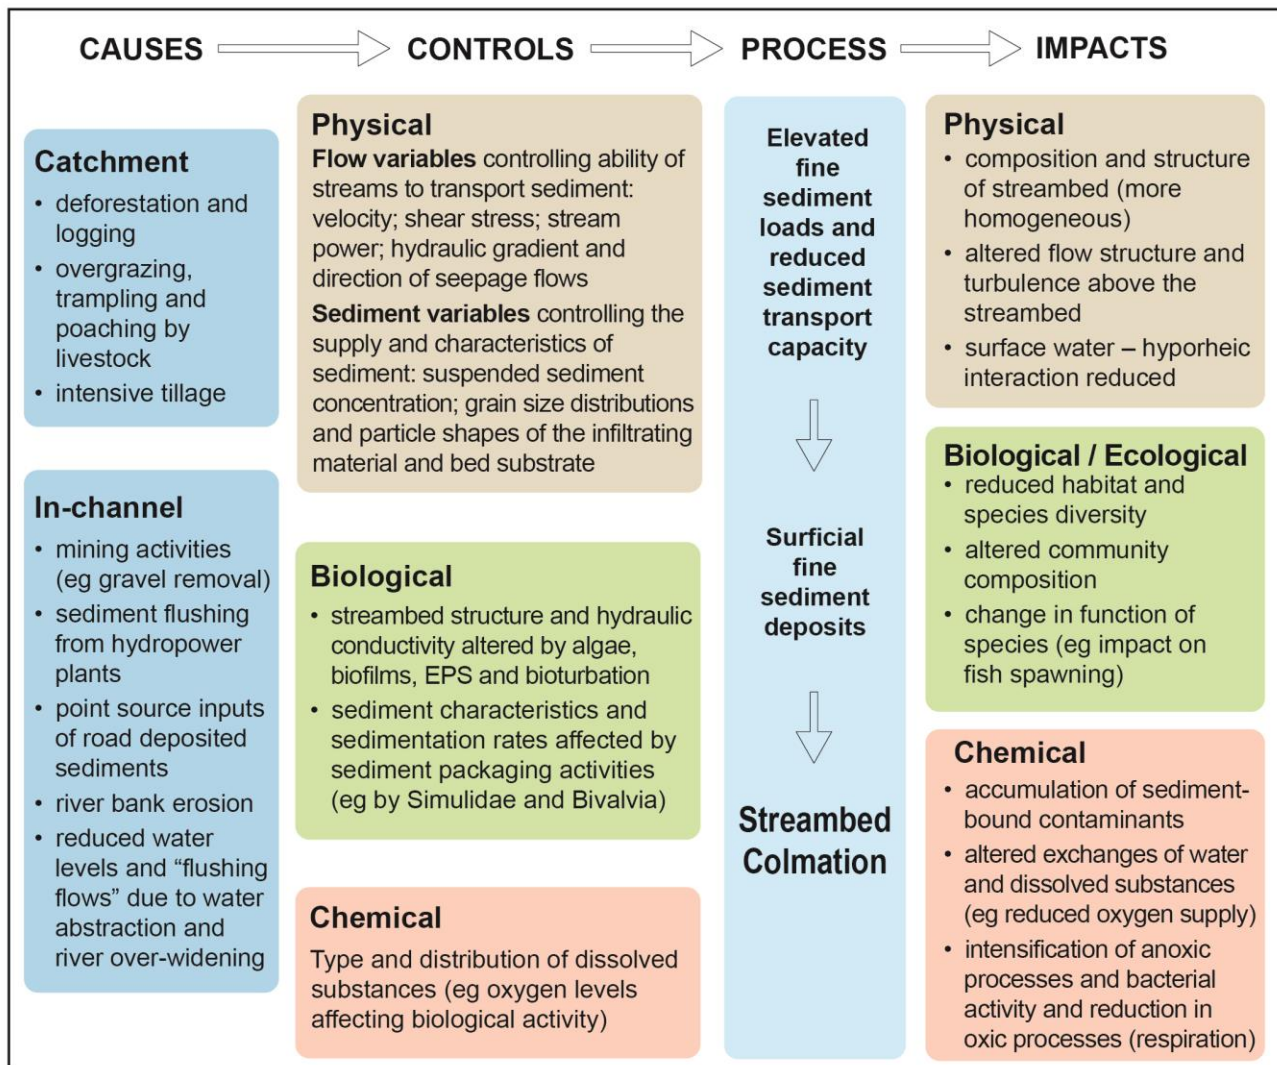 CAUSES
CONTROLS
PROCESS
IMPACTS
Catchment
• deforestation and
logging
• overgrazing,
trampling and
poaching by
livestock
• intensive tillage
In-channel
• mining activities
(eg gravel removal)
• sediment flushing
from hydropower
plants
• point source inputs
of road deposited
sediments
• river bank erosion
• reduced water
levels and “flushing
flows” due to water
abstraction and
river over-widening
Physical
Flow variables controlling ability of
streams to transport sediment:
velocity; shear stress; stream
power; hydraulic gradient and
direction of seepage flows
Sediment variables controlling the
supply and characteristics of
sediment: suspended sediment
concentration; grain size distributions
and particle shapes of the infiltrating
material and bed substrate
Biological
• streambed structure and hydraulic
conductivity altered by algae,
biofilms, EPS and bioturbation
• sediment characteristics and
sedimentation rates affected by
sediment packaging activities
(eg by Simulidae and Bivalvia)
Chemical
Type and distribution of dissolved
substances (eg oxygen levels
affecting biological activity)
Elevated
fine
sediment
loads and
reduced
sediment
transport
capacity
Surficial
fine
sediment
deposits
Streambed
Colmation
Physical
• composition and structure
of streambed (more
homogeneous)
• altered flow structure and
turbulence above the
streambed
• surface water – hyporheic
interaction reduced
Biological / Ecological
• reduced habitat and
species diversity
• altered community
composition
• change in function of
species (eg impact on
fish spawning)
Chemical
• accumulation of sediment-
bound contaminants
• altered exchanges of water
and dissolved substances
(eg reduced oxygen supply)
• intensification of anoxic
processes and bacterial
activity and reduction in
oxic processes (respiration)